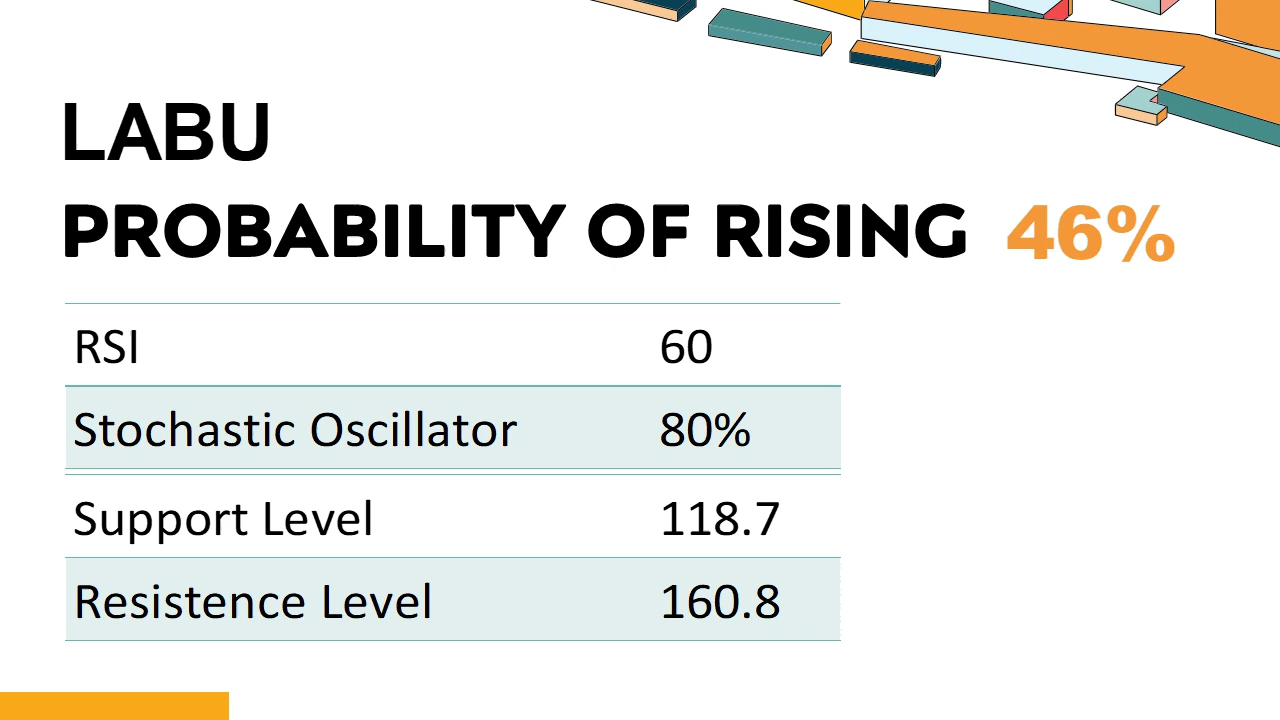 LABU
PROBABILITY OF RISING 46%
RSI 60
Stochastic Oscillator 80%
Support Level 118.7
Resistence Level 160.8